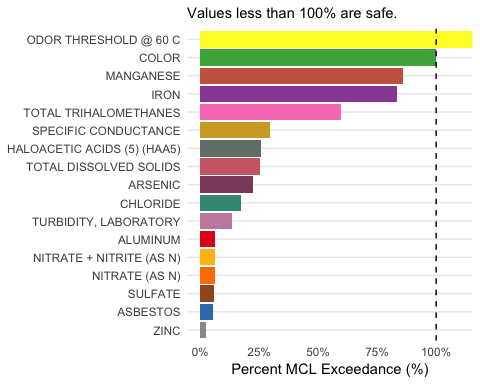 Values less than 100% are safe.
ODOR THRESHOLD @ 60 C
COLOR
MANGANESE
IRON
TOTAL TRIHALOMETHANES
SPECIFIC CONDUCTANCE
HALOACETIC ACIDS (5) (HAA5)
TOTAL DISSOLVED SOLIDS
ARSENIC
CHLORIDE
TURBIDITY, LABORATORY
ALUMINUM
NITRATE + NITRITE (AS N)
NITRATE (AS N)
SULFATE
ASBESTOS
ZINC
0% 25% 50% 75% 100%
Percent MCL Exceedance (%)